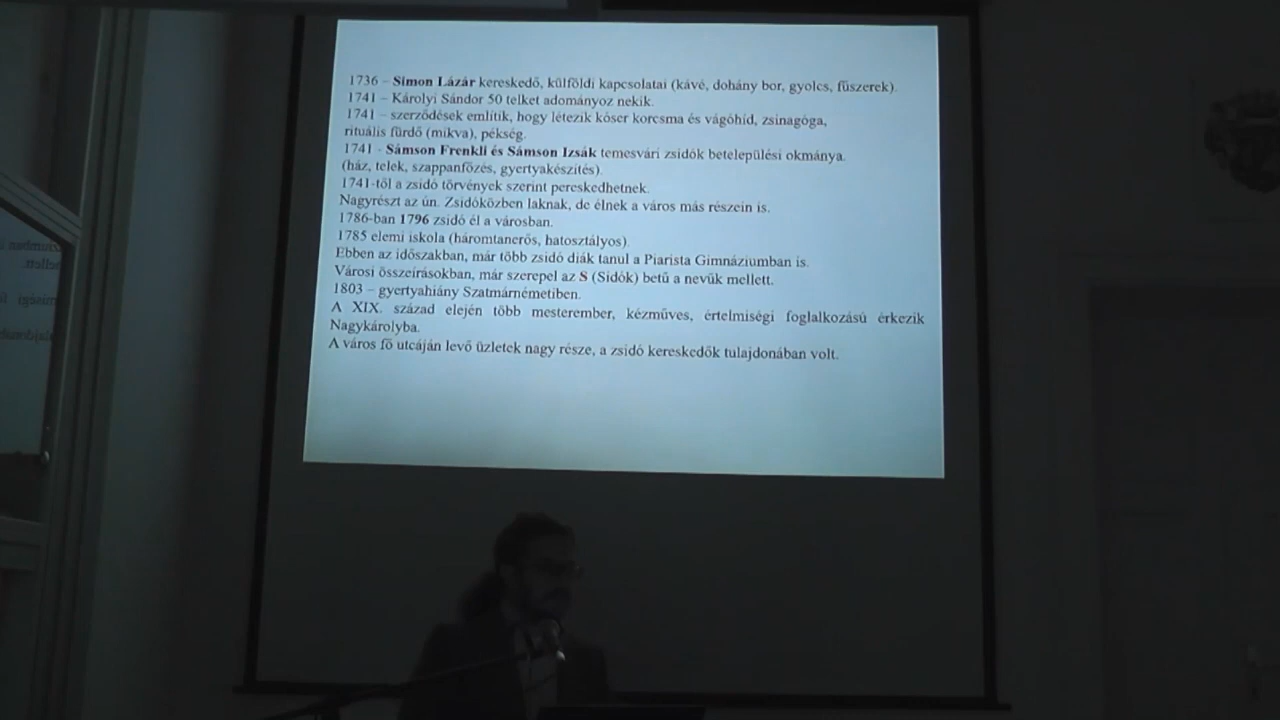 1736 – Simon Lázár kereskedő, külföldi kapcsolatai (kávé, dohány bor, gyolcs, fűszerek).
1741 – Károlyi Sándor 50 telket adományoz nekik.
1741 – szerződések említik, hogy létezik kóser korcsma és vágóhíd, zsinagóga,
rituális fürdő (mikva), pékség.
1741 - Sámson Frenkli és Sámson Izsák temesvári zsidók betelepülési okmánya.
(ház, telek, szappanfőzés, gyertyakészítés).
1741-től a zsidó törvények szerint pereskedhetnek.
Nagyrészt az ún. Zsidóközben laknak, de élnek a város más részein is.
1786-ban 1796 zsidó él a városban.
1785 elemi iskola (háromtanerős, hatosztályos).
Ebben az időszakban, már több zsidó diák tanul a Piarista Gimnáziumban is.
Városi összeírásokban, már szerepel az S (Sidók) betű a nevük mellett.
1803 – gyertyahiány Szatmárnémetiben.
A XIX. század elején több mesterember, kézműves, értelmiségi foglalkozású érkezik
Nagykárolyba.
A város fő utcáján levő üzletek nagy része, a zsidó kereskedők tulajdonában volt.